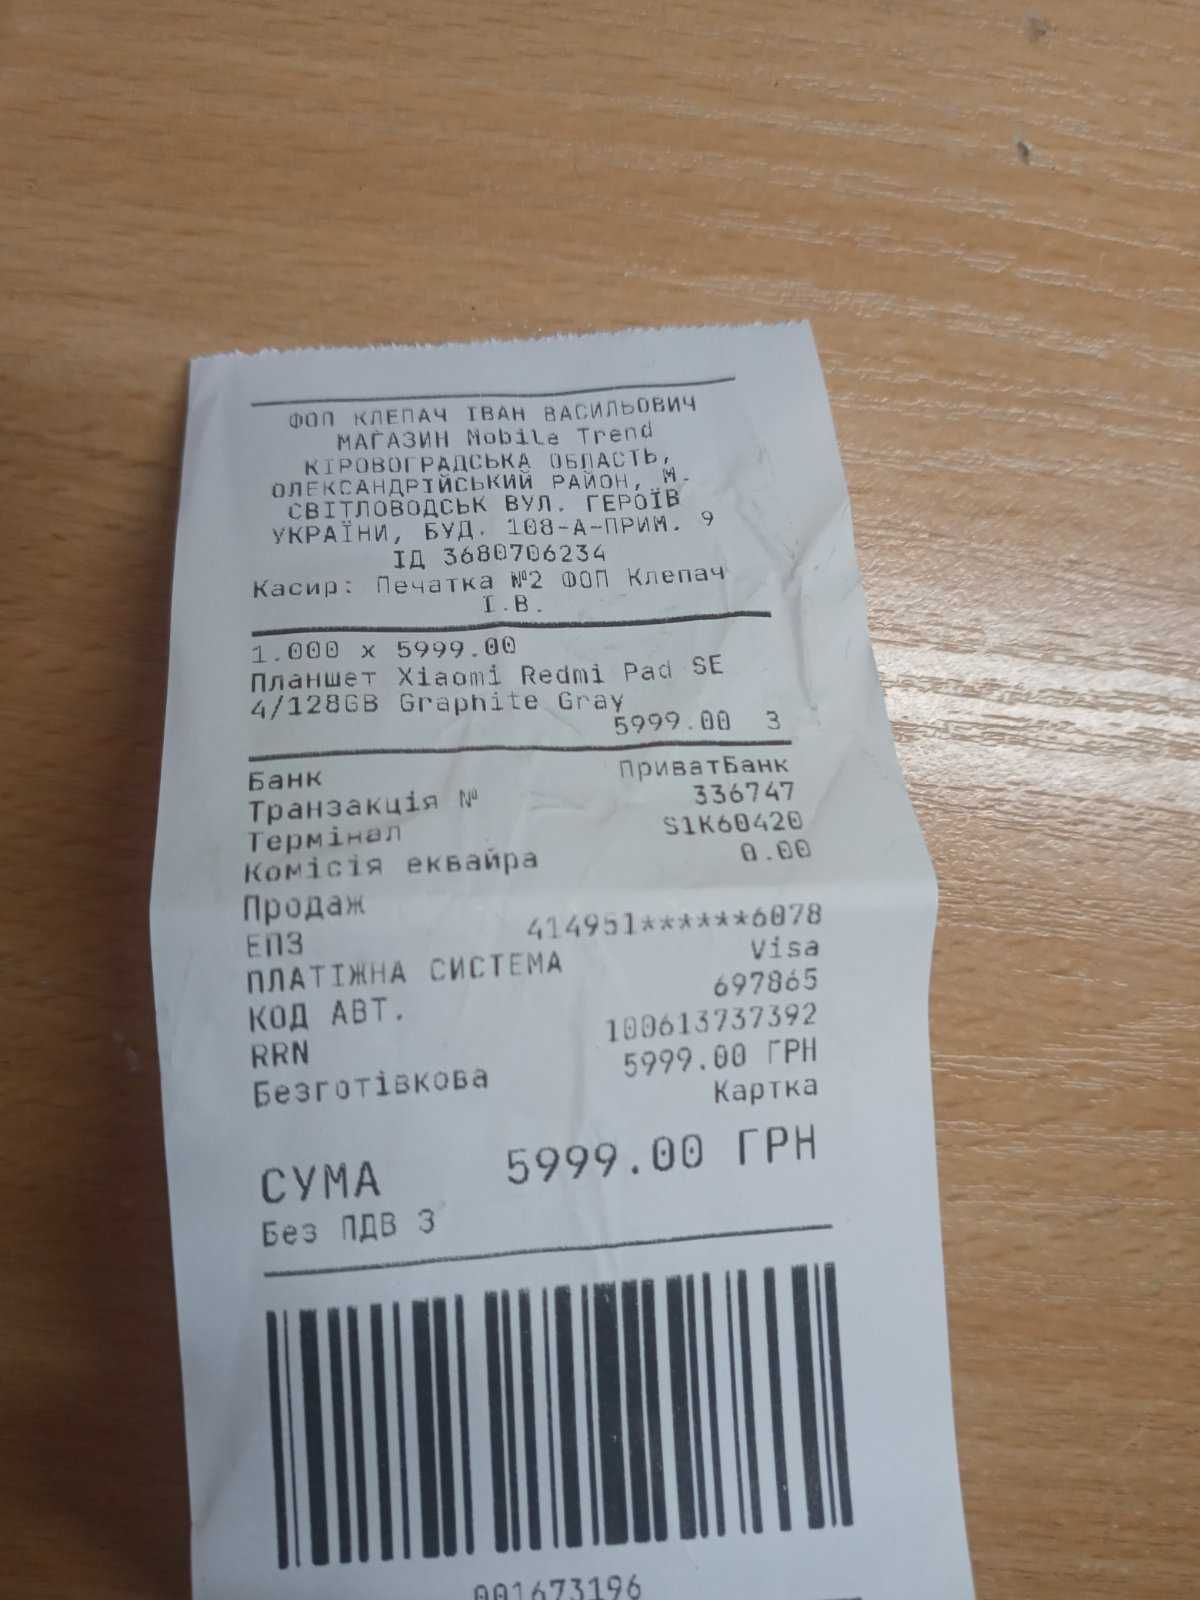 ФОП КЛЕПАЧ ІВАН ВАСИЛЬОВИЧ
МАГАЗИН Mobile Trend
КІРОВОГРАДСЬКА ОБЛАСТЬ,
ОЛЕКСАНДРІЙСЬКИЙ РАЙОН, М.
СВІТЛОВОДСЬК ВУЛ. ГЕРОЇВ
УКРАЇНИ, БУД. 108-А-ПРИМ. 9
ІД 3680706234
Касир: Печатка №2 ФОП Клепач
І.В.
1.000 x 5999.00
Планшет Xiaomi Redmi Pad SE
4/128GB Graphite Gray
5999.00 З
Банк ПриватБанк
Транзакція № 336747
Термінал S1K60420
Комісія еквайра 0.00
Продаж
ЕПЗ 414951******6078
ПЛАТІЖНА СИСТЕМА Visa
КОД АВТ. 697865
RRN 100613737392
Безготівкова 5999.00 ГРН
Картка
СУМА 5999.00 ГРН
Без ПДВ З
001673196